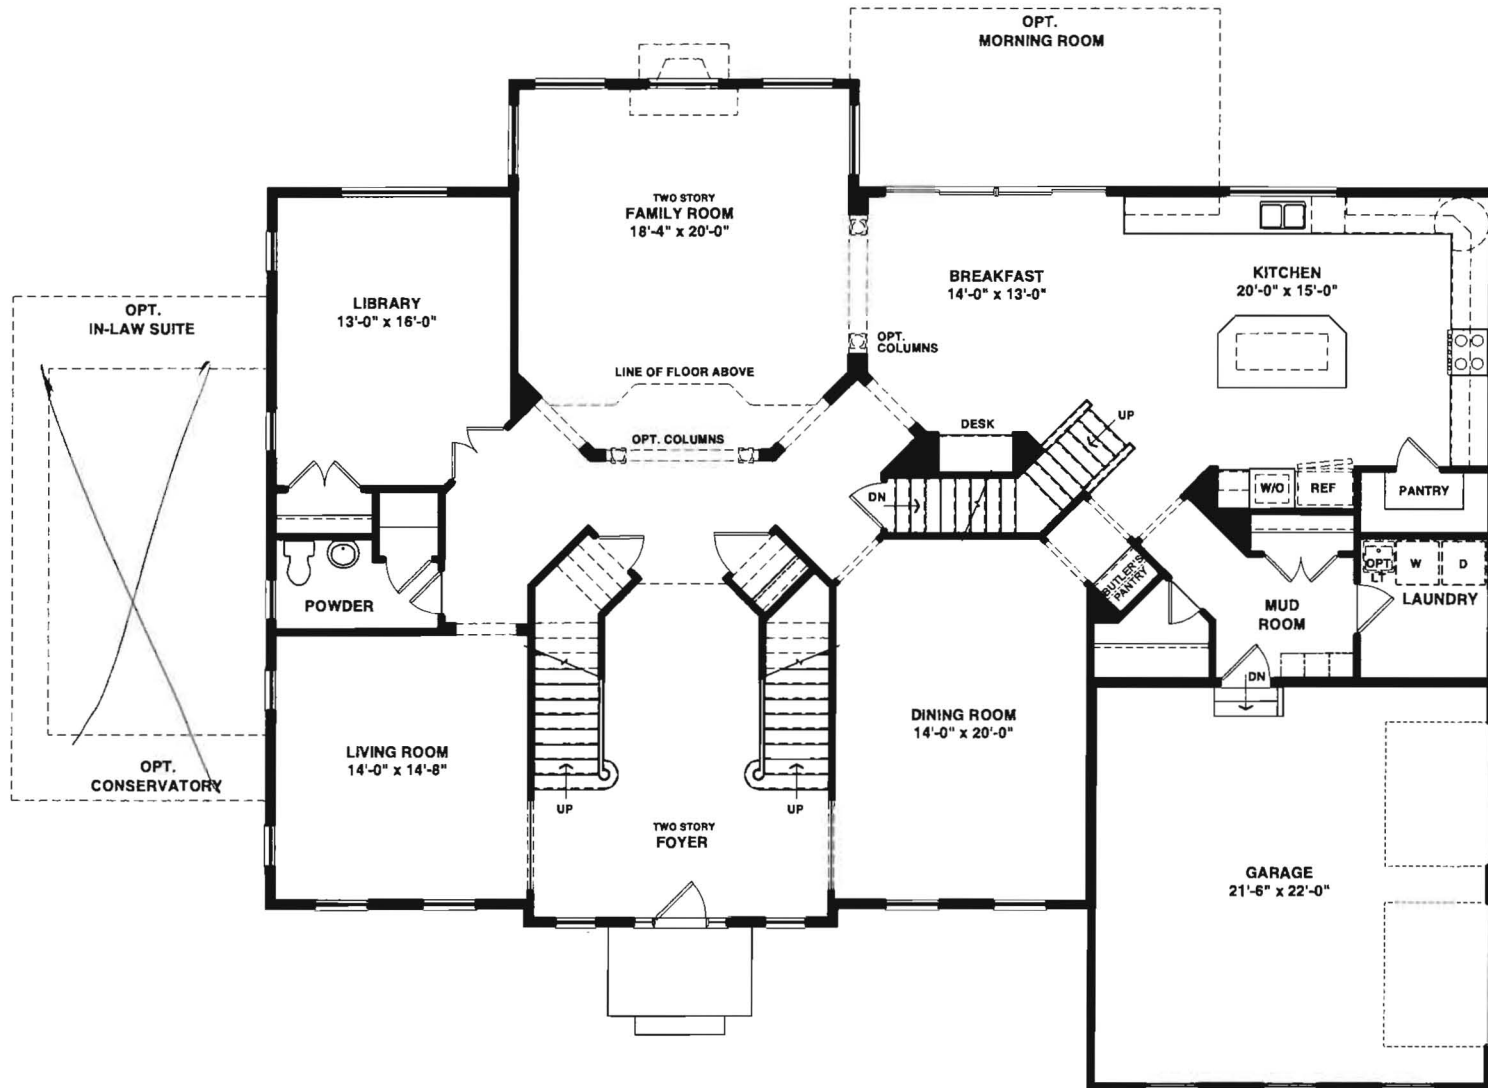 OPT.
MORNING ROOM
TWO STORY
FAMILY ROOM
18'-4" x 20'-0"
BREAKFAST
14'-0" x 13'-0"
KITCHEN
20'-0" x 15'-0"
LIBRARY
13'-0" x 16'-0"
OPT.
IN-LAW SUITE
OPT.
COLUMNS
LINE OF FLOOR ABOVE
OPT. COLUMNS
DESK
UP
DN
W/O
REF
PANTRY
OPT
LT
W
D
LAUNDRY
BUTLER'S
PANTRY
MUD
ROOM
POWDER
DN
DINING ROOM
14'-0" x 20'-0"
LIVING ROOM
14'-0" x 14'-8"
OPT.
CONSERVATORY
UP
UP
TWO STORY
FOYER
GARAGE
21'-6" x 22'-0"